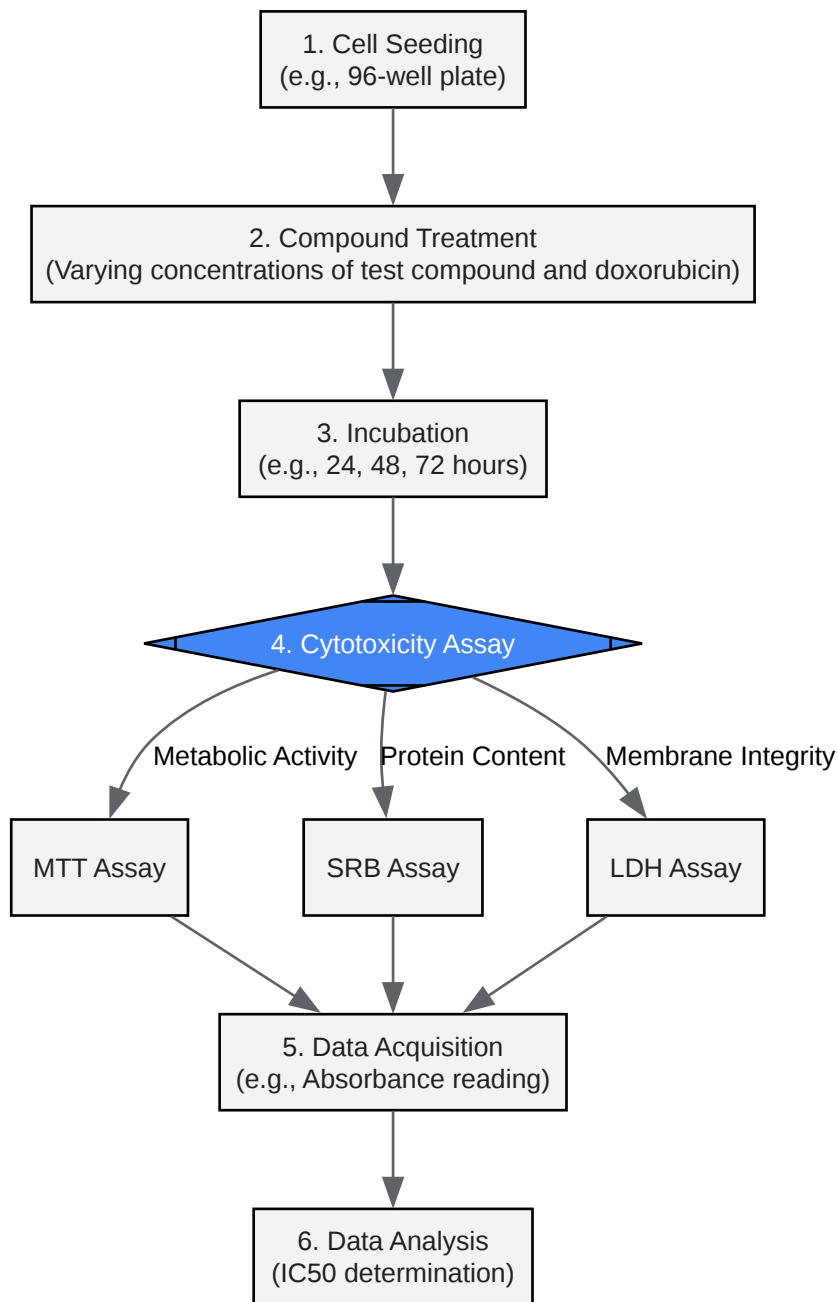 1. Cell Seeding
(e.g., 96-well plate)
2. Compound Treatment
(Varying concentrations of test compound and doxorubicin)
3. Incubation
(e.g., 24, 48, 72 hours)
4. Cytotoxicity Assay
Metabolic Activity
Protein Content
Membrane Integrity
MTT Assay
SRB Assay
LDH Assay
5. Data Acquisition
(e.g., Absorbance reading)
6. Data Analysis
(IC50 determination)